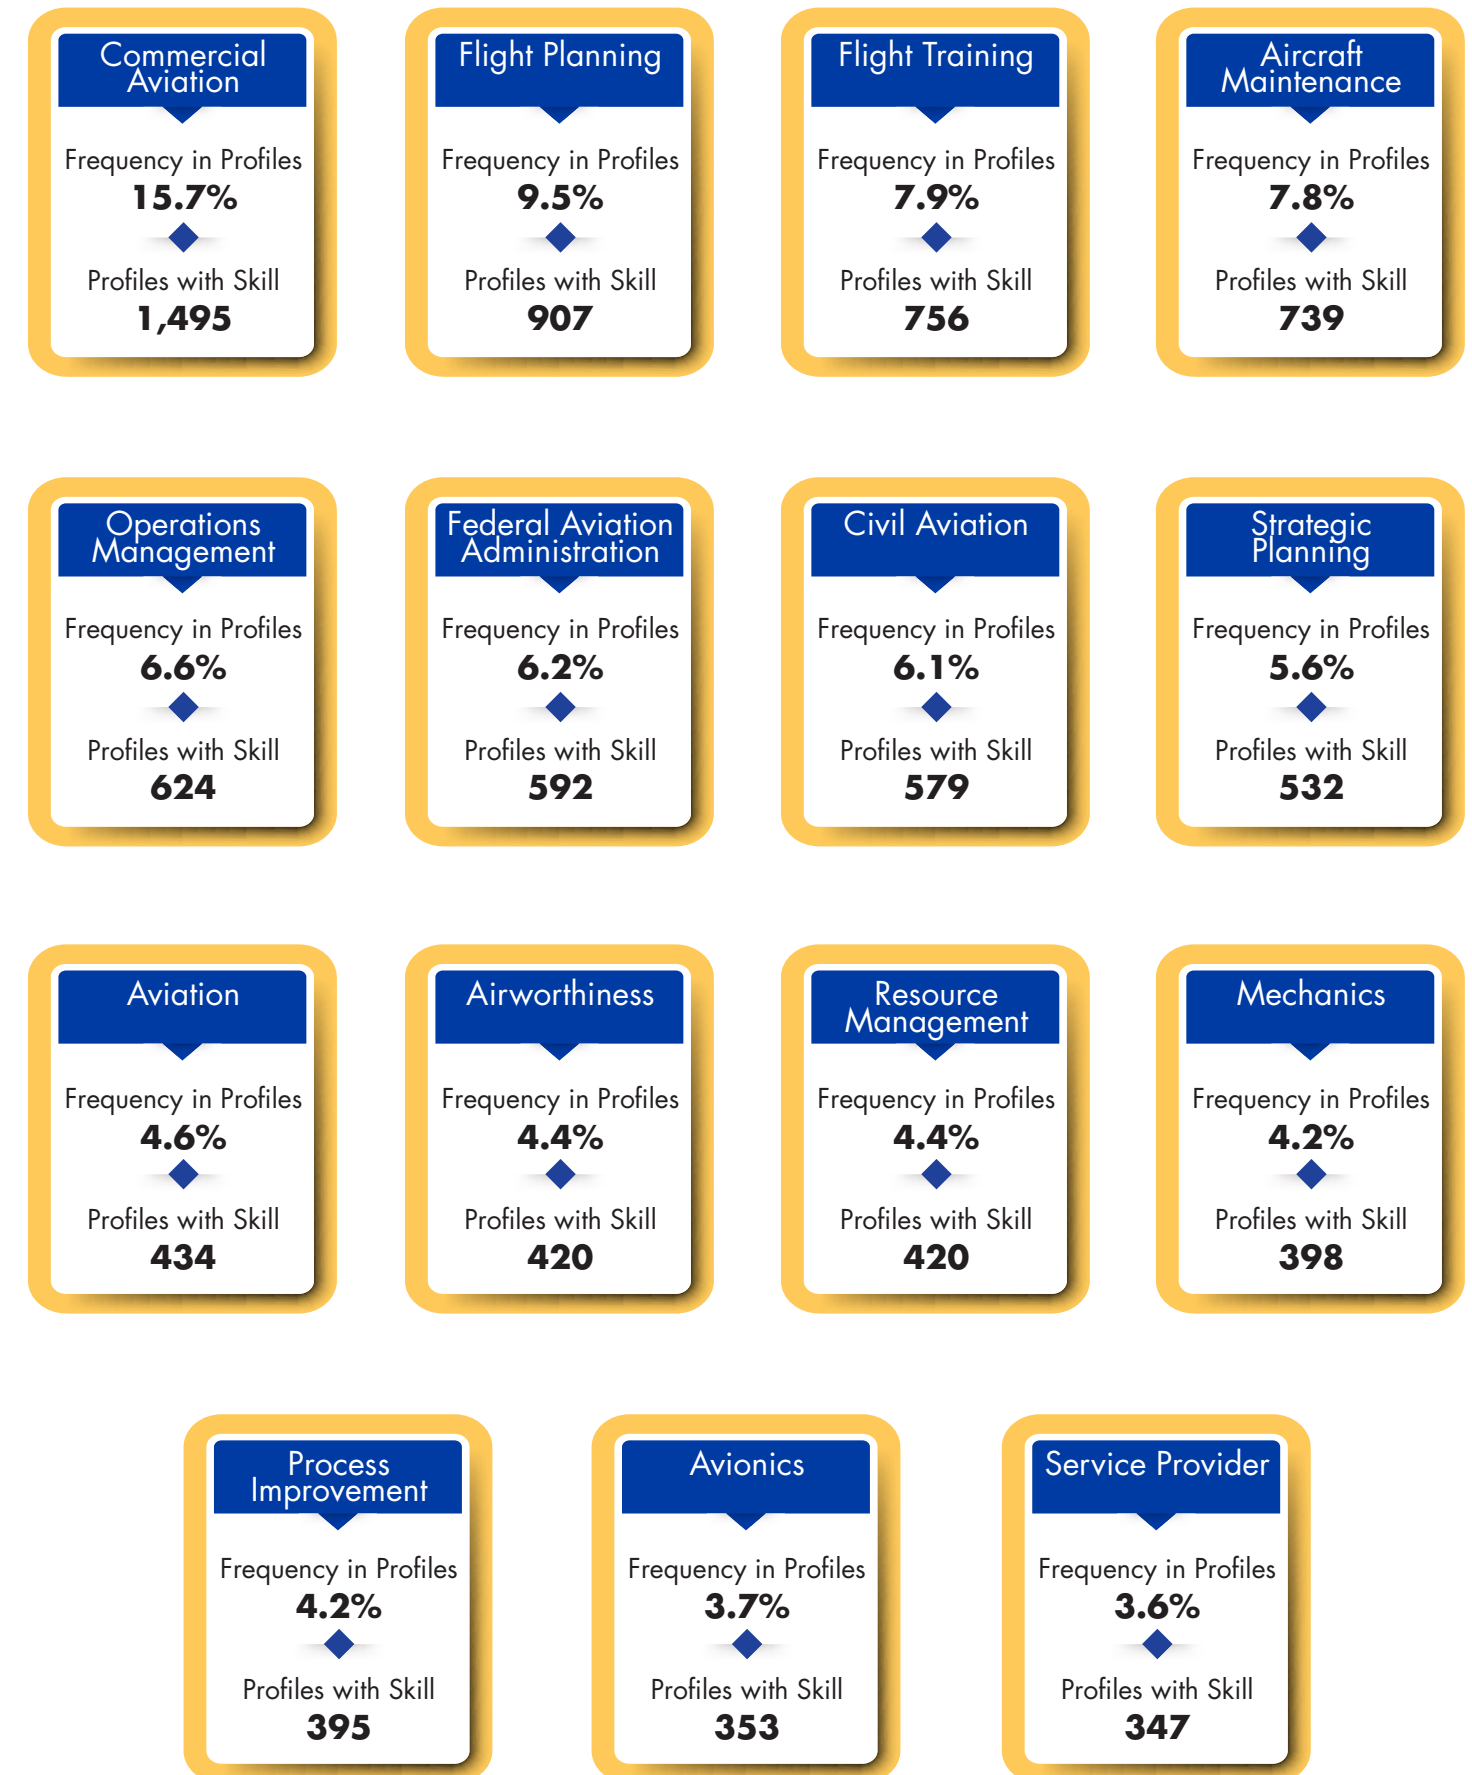 Commercial
Aviation
Frequency in Profiles
15.7%
Profiles with Skill
1,495
Flight Planning
Frequency in Profiles
9.5%
Profiles with Skill
907
Flight Training
Frequency in Profiles
7.9%
Profiles with Skill
756
Aircraft
Maintenance
Frequency in Profiles
7.8%
Profiles with Skill
739
Operations
Management
Frequency in Profiles
6.6%
Profiles with Skill
624
Federal Aviation
Administration
Frequency in Profiles
6.2%
Profiles with Skill
592
Civil Aviation
Frequency in Profiles
6.1%
Profiles with Skill
579
Strategic
Planning
Frequency in Profiles
5.6%
Profiles with Skill
532
Aviation
Frequency in Profiles
4.6%
Profiles with Skill
434
Airworthiness
Frequency in Profiles
4.4%
Profiles with Skill
420
Resource
Management
Frequency in Profiles
4.4%
Profiles with Skill
420
Mechanics
Frequency in Profiles
4.2%
Profiles with Skill
398
Process
Improvement
Frequency in Profiles
4.2%
Profiles with Skill
395
Avionics
Frequency in Profiles
3.7%
Profiles with Skill
353
Service Provider
Frequency in Profiles
3.6%
Profiles with Skill
347